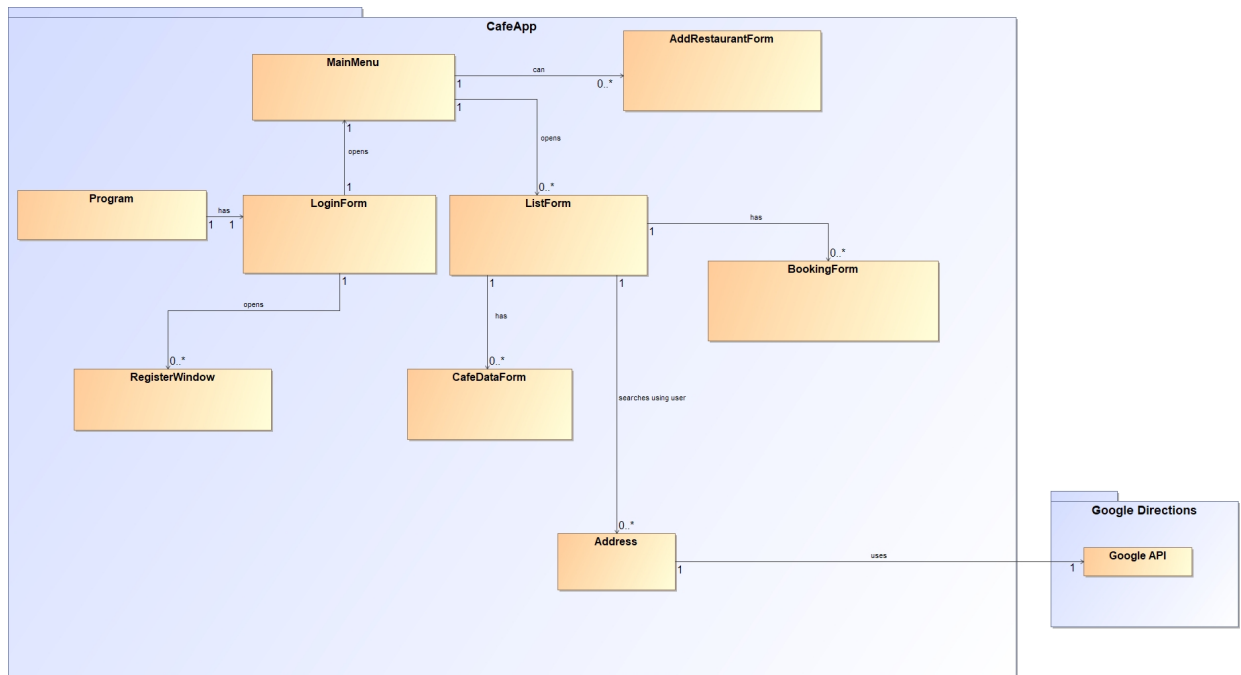 CafeApp
AddRestaurantForm
MainMenu
can
1
0..*
1
1
opens
opens
1
0..*
Program
LoginForm
ListForm
has
1
1
has
1
0..*
BookingForm
1
1
1
opens
has
0..*
0..*
RegisterWindow
CafeDataForm
searches using user
0..*
Address
1
uses
1
Google Directions
Google API